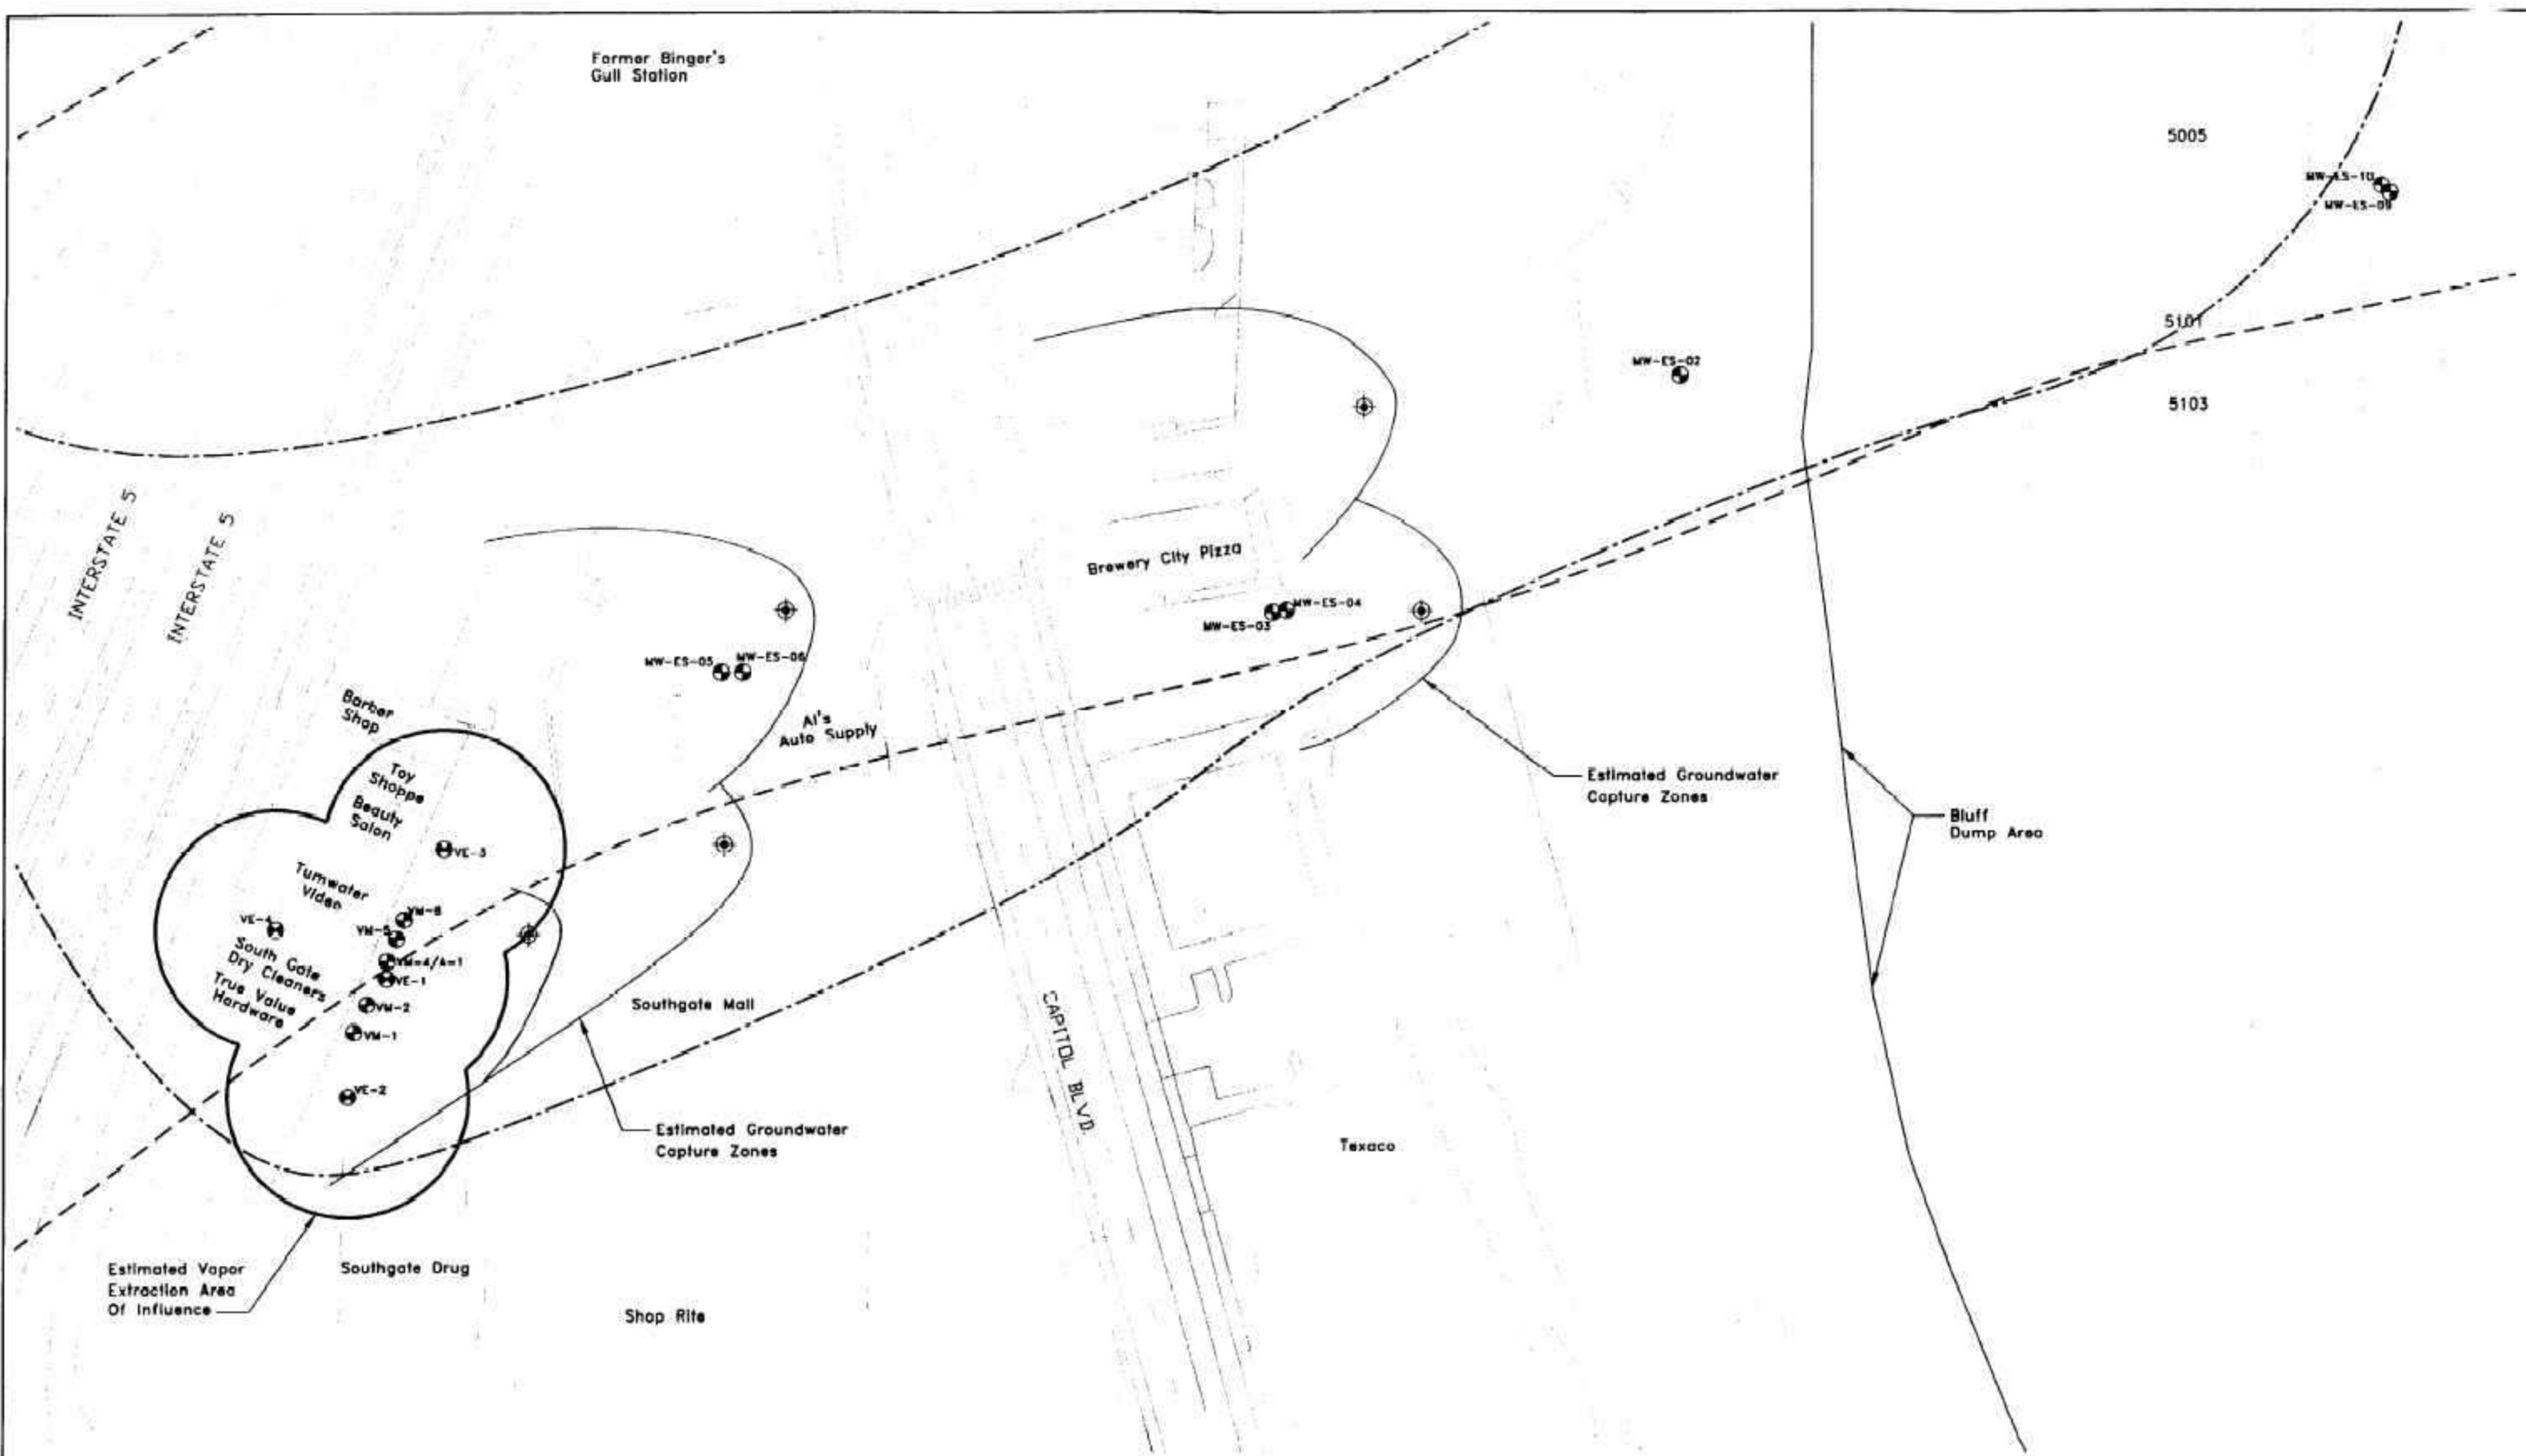 Former Binger's
Gull Station
5005
MW-ES-10
MW-ES-09
5101
MW-ES-02
5103
INTERSTATE 5
INTERSTATE 5
Brewery City Pizza
MW-ES-04
MW-ES-03
MW-ES-05
MW-ES-06
Barber
Shop
Al's
Auto Supply
Toy
Shoppe
Beauty
Salon
Estimated Groundwater
Capture Zones
Bluff
Dump Area
VE-3
Tumwater
Video
VE-4
VM-6
VM-5
South Gate
Dry Cleaners
True Value
Hardware
VM=4/A=1
VE-1
VM-2
VM-1
Southgate Mall
CAPITOL BLVD.
VE-2
Estimated Groundwater
Capture Zones
Texaco
Estimated Vapor
Extraction Area
Of Influence
Southgate Drug
Shop Rite